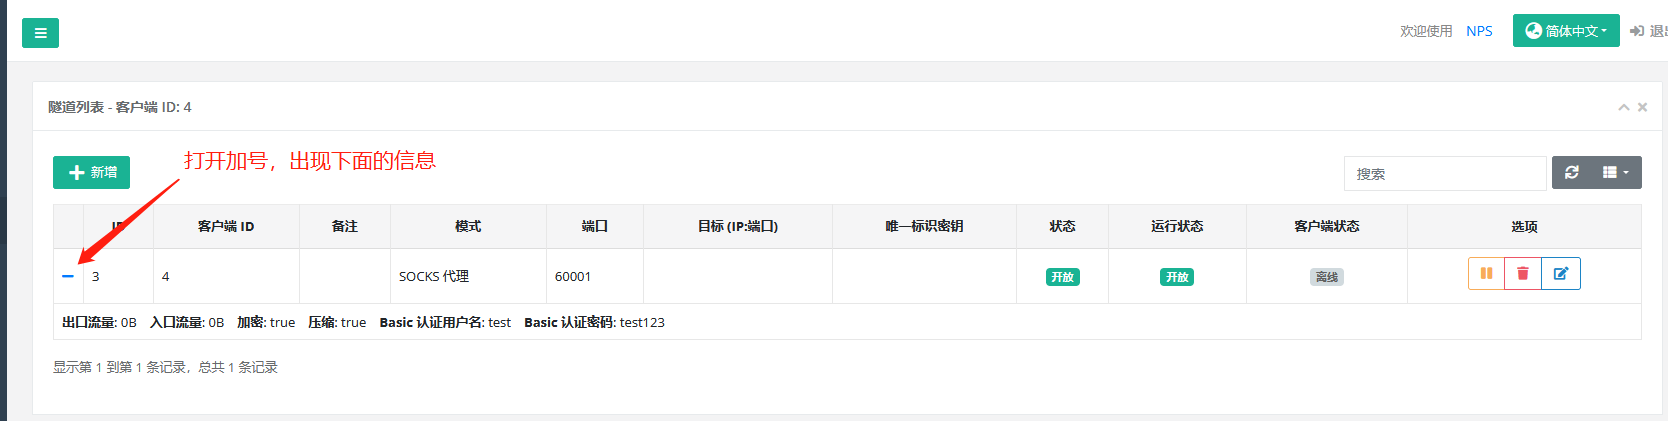 欢迎使用 NPS 简体中文 退出
隧道列表 - 客户端 ID: 4
打开加号，出现下面的信息
新增
搜索
ID 客户端 ID 备注 模式 端口 目标 (IP:端口) 唯一标识密钥 状态 运行状态 客户端状态 选项
3 4 SOCKS 代理 60001 开放 开放 离线
出口流量: 0B 入口流量: 0B 加密: true 压缩: true Basic 认证用户名: test Basic 认证密码: test123
显示第 1 到第 1 条记录，总共 1 条记录